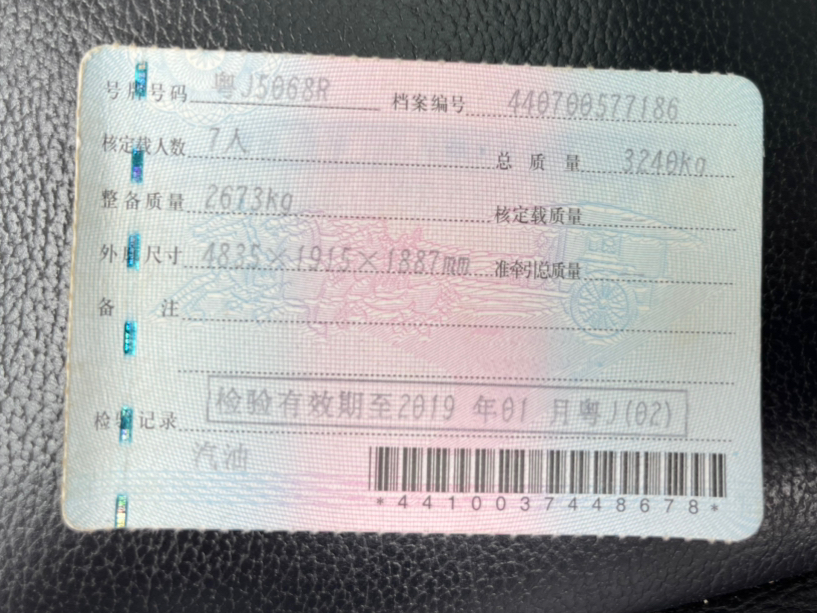 号牌号码 粤J5068R 档案编号 440700577186
核定载人数 7人 总质量 3240kg
整备质量 2673kg 核定载质量
外廓尺寸 4835×1915×1887mm 准牵引总质量
备注
检验记录 检验有效期至2019年01月粤J(02)
汽油
*4410037448678*